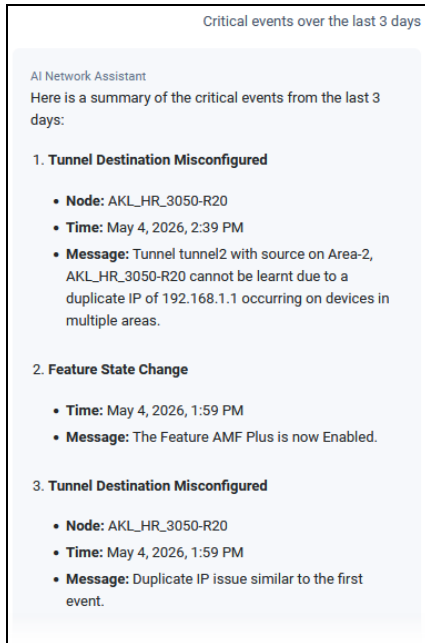 Critical events over the last 3 days
AI Network Assistant
Here is a summary of the critical events from the last 3
days:
1. Tunnel Destination Misconfigured
• Node: AKL_HR_3050-R20
• Time: May 4, 2026, 2:39 PM
• Message: Tunnel tunnel2 with source on Area-2,
AKL_HR_3050-R20 cannot be learnt due to a
duplicate IP of 192.168.1.1 occurring on devices in
multiple areas.
2. Feature State Change
• Time: May 4, 2026, 1:59 PM
• Message: The Feature AMF Plus is now Enabled.
3. Tunnel Destination Misconfigured
• Node: AKL_HR_3050-R20
• Time: May 4, 2026, 1:59 PM
• Message: Duplicate IP issue similar to the first
event.